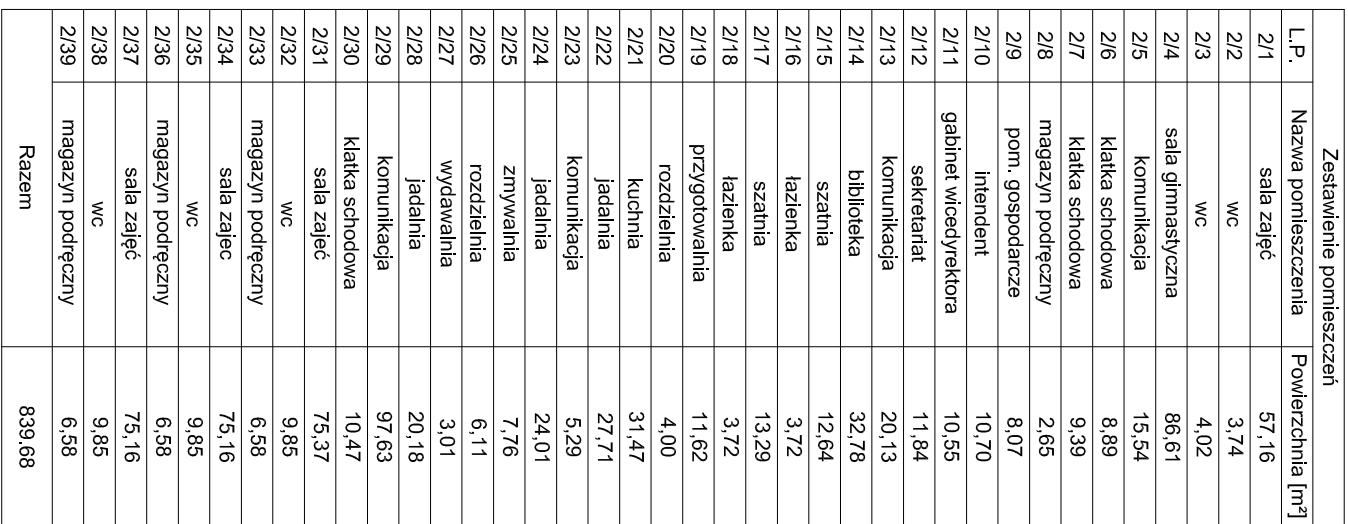 Zestawienie pomieszczeń
L.P. Nazwa pomieszczenia Powierzchnia [m²]
2/1 sala zajęć 57,16
2/2 wc 3,74
2/3 wc 4,02
2/4 sala gimnastyczna 86,61
2/5 komunikacja 15,54
2/6 klatka schodowa 8,89
2/7 klatka schodowa 9,39
2/8 magazyn podręczny 2,65
2/9 pom. gospodarcze 8,07
2/10 intendent 10,70
2/11 gabinet wicedyrektora 10,55
2/12 sekretariat 11,84
2/13 komunikacja 20,13
2/14 biblioteka 32,78
2/15 szatnia 12,64
2/16 łazienka 3,72
2/17 szatnia 13,29
2/18 łazienka 3,72
2/19 przygotowalnia 11,62
2/20 rozdzielnia 4,00
2/21 kuchnia 31,47
2/22 jadalnia 27,71
2/23 komunikacja 5,29
2/24 jadalnia 24,01
2/25 zmywalnia 7,76
2/26 rozdzielnia 6,11
2/27 wydawalnia 3,01
2/28 jadalnia 20,18
2/29 komunikacja 97,63
2/30 klatka schodowa 10,47
2/31 sala zajeć 75,37
2/32 wc 9,85
2/33 magazyn podręczny 6,58
2/34 sala zajec 75,16
2/35 wc 9,85
2/36 magazyn podręczny 6,58
2/37 sala zajęć 75,16
2/38 wc 9,85
2/39 magazyn podręczny 6,58
Razem 839.68